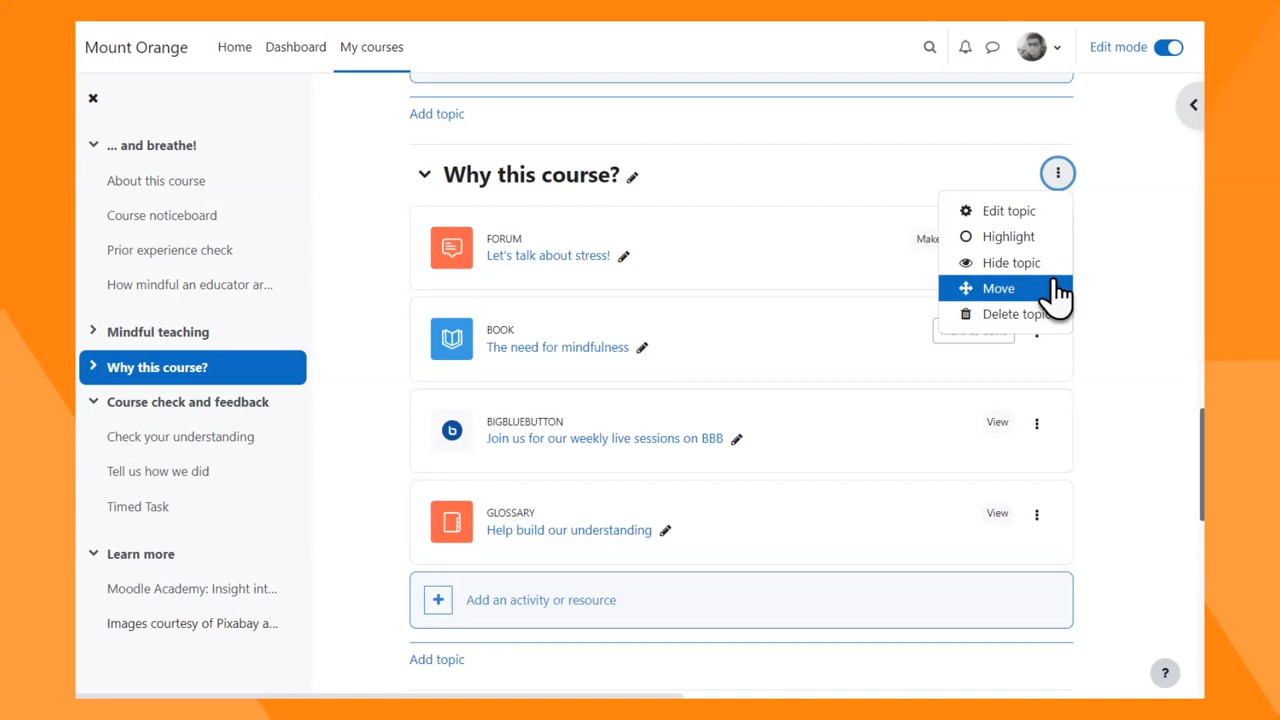 Mount Orange
Home
Dashboard
My courses
Edit mode
... and breathe!
About this course
Course noticeboard
Prior experience check
How mindful an educator ar...
Mindful teaching
Why this course?
Course check and feedback
Check your understanding
Tell us how we did
Timed Task
Learn more
Moodle Academy: Insight int...
Images courtesy of Pixabay a...
Add topic
Why this course?
Edit topic
Highlight
Hide topic
Move
Delete topic
FORUM
Make
Let's talk about stress!
BOOK
The need for mindfulness
BIGBLUEBUTTON
View
Join us for our weekly live sessions on BBB
b
GLOSSARY
View
Help build our understanding
+ Add an activity or resource
Add topic
?